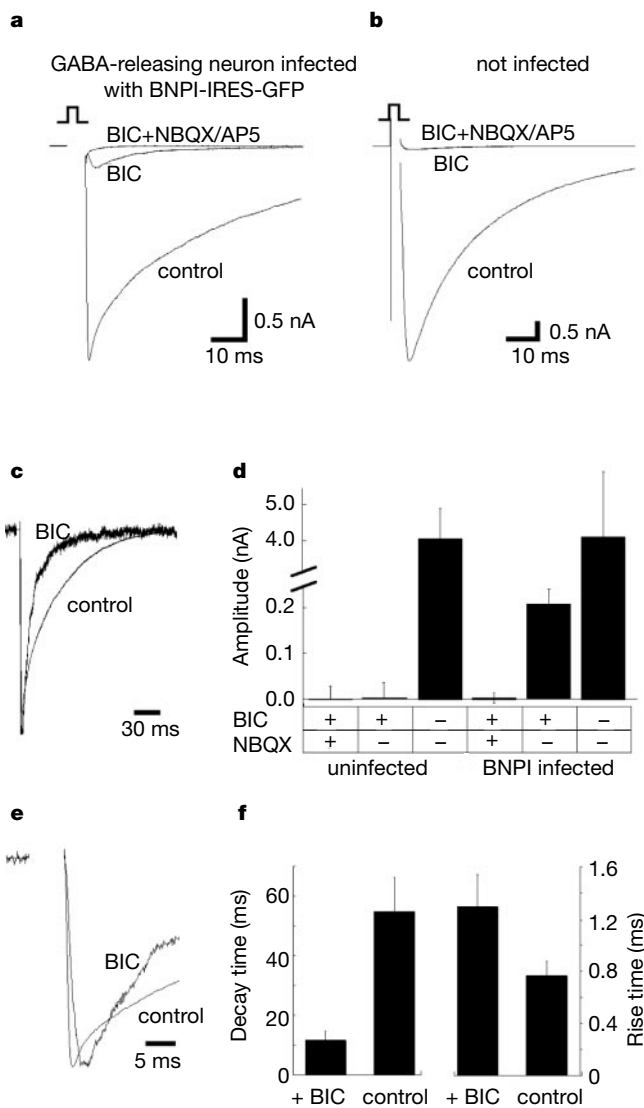 a
GABA-releasing neuron infected
with BNPI-IRES-GFP
BIC+NBQX/AP5
BIC
control
0.5 nA
10 ms
b
not infected
BIC+NBQX/AP5
BIC
control
0.5 nA
10 ms
c
BIC
control
30 ms
d
Amplitude (nA)
5.0
4.0
0.2
0.1
0.0
BIC + + − + + −
NBQX + − − + − −
uninfected BNPI infected
e
BIC
control
5 ms
f
Decay time (ms)
60
40
20
0
+ BIC control
+ BIC control
1.6
1.2
0.8
0.4
0
Rise time (ms)